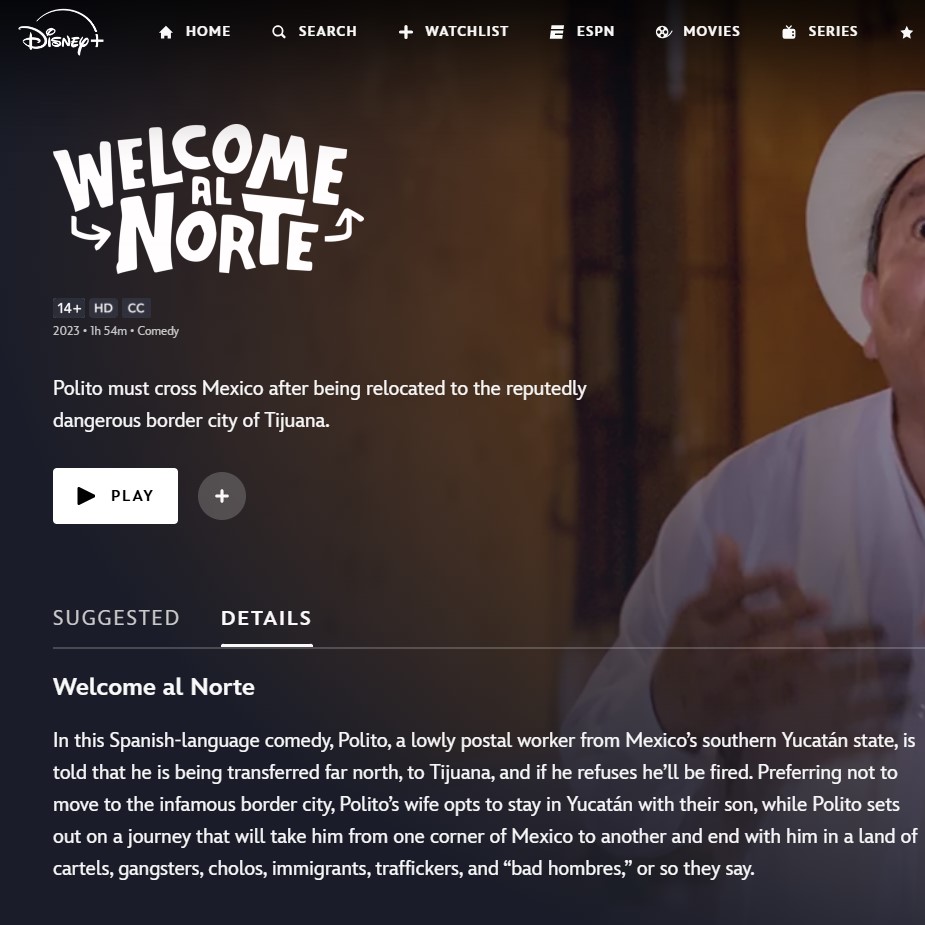 Disney+
HOME
SEARCH
WATCHLIST
ESPN
MOVIES
SERIES
WELCOME
AL
NORTE
14+ HD CC
2023 • 1h 54m • Comedy
Polito must cross Mexico after being relocated to the reputedly
dangerous border city of Tijuana.
PLAY
SUGGESTED
DETAILS
Welcome al Norte
In this Spanish-language comedy, Polito, a lowly postal worker from Mexico’s southern Yucatán state, is
told that he is being transferred far north, to Tijuana, and if he refuses he’ll be fired. Preferring not to
move to the infamous border city, Polito’s wife opts to stay in Yucatán with their son, while Polito sets
out on a journey that will take him from one corner of Mexico to another and end with him in a land of
cartels, gangsters, cholos, immigrants, traffickers, and “bad hombres,” or so they say.